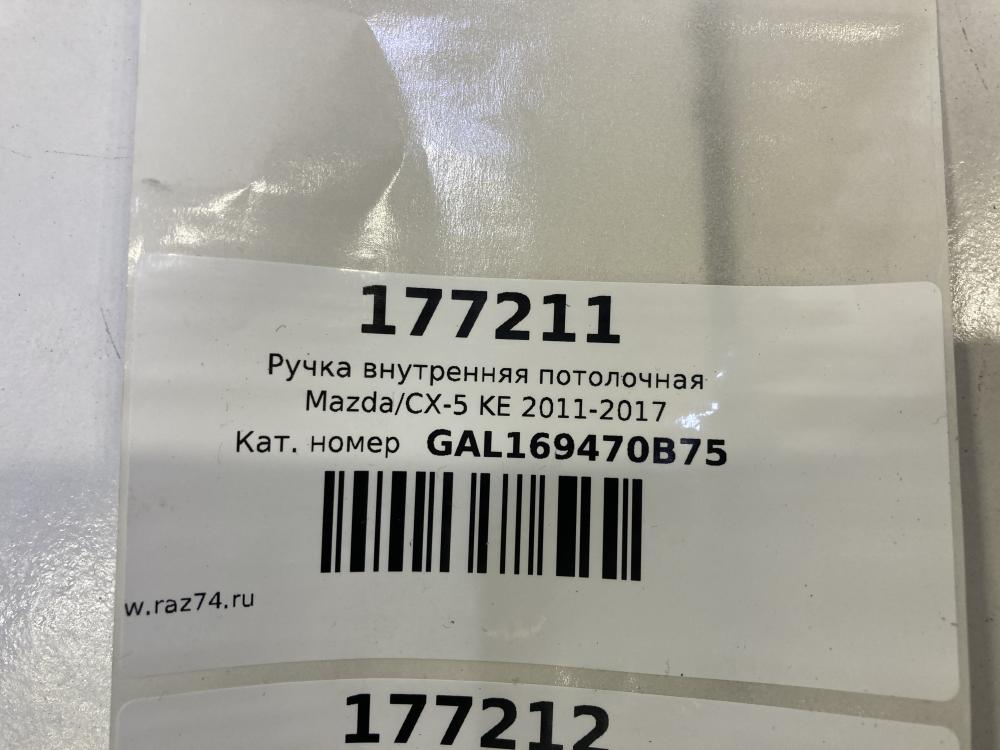 177211
Ручка внутренняя потолочная
Mazda/CX-5 KE 2011-2017
Кат. номер GAL169470B75
w.raz74.ru
177212